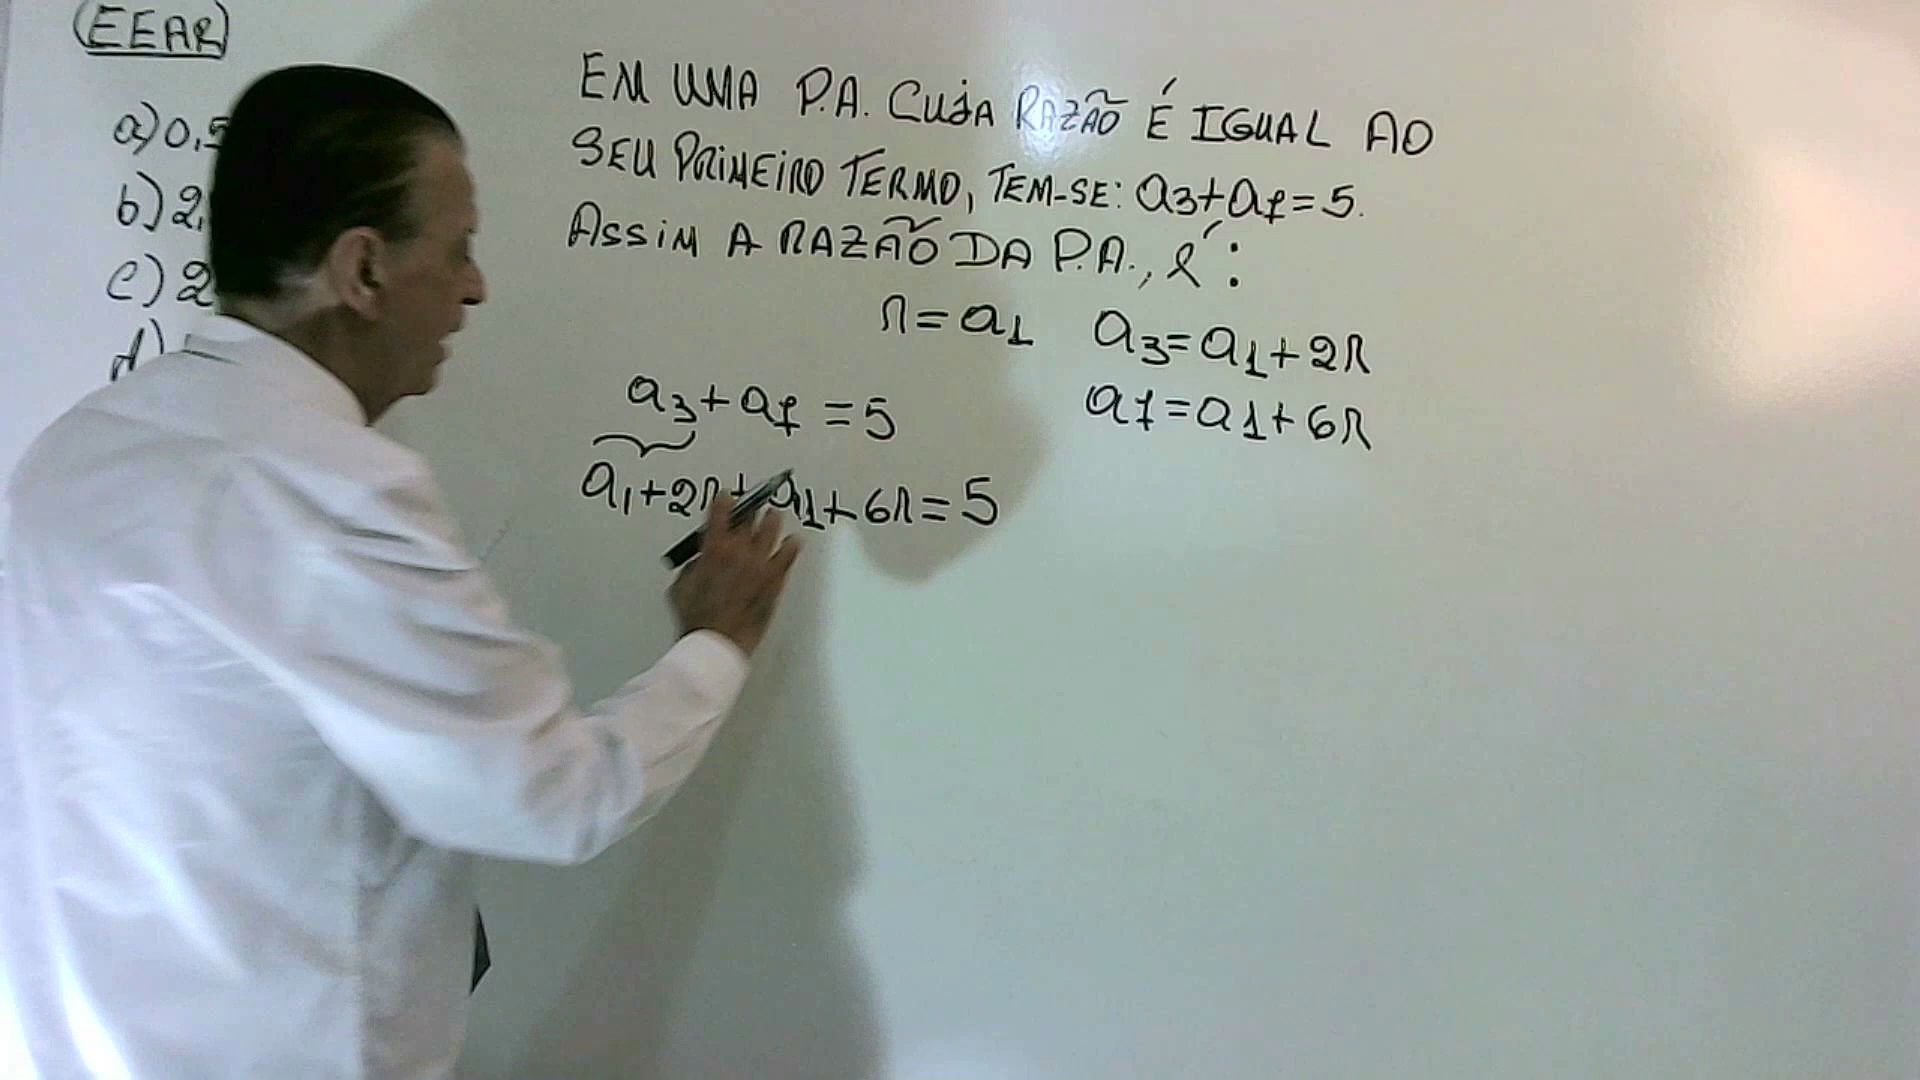 (EEAR)
a) 0,5
b) 2,
c) 2
d)
EM UMA P.A. CUJA RAZÃO É IGUAL AO
SEU PRIMEIRO TERMO, TEM-SE: a3+a7=5.
ASSIM A RAZÃO DA P.A., é:
r=a1 a3=a1+2r
a7=a1+6r
a3+a7=5
a1+2r+a1+6r=5